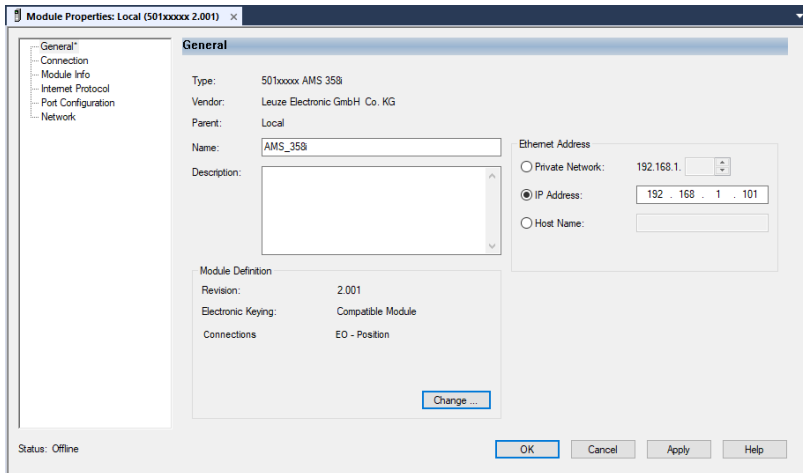 Module Properties: Local (501xxxxx 2.001) ×
General*
Connection
Module Info
Internet Protocol
Port Configuration
Network
General
Type: 501xxxxx AMS 358i
Vendor: Leuze Electronic GmbH Co. KG
Parent: Local
Name: AMS_358i
Description:
Ethernet Address
Private Network: 192.168.1.
IP Address: 192 . 168 . 1 . 101
Host Name:
Module Definition
Revision: 2.001
Electronic Keying: Compatible Module
Connections EO - Position
Change ...
Status: Offline
OK Cancel Apply Help